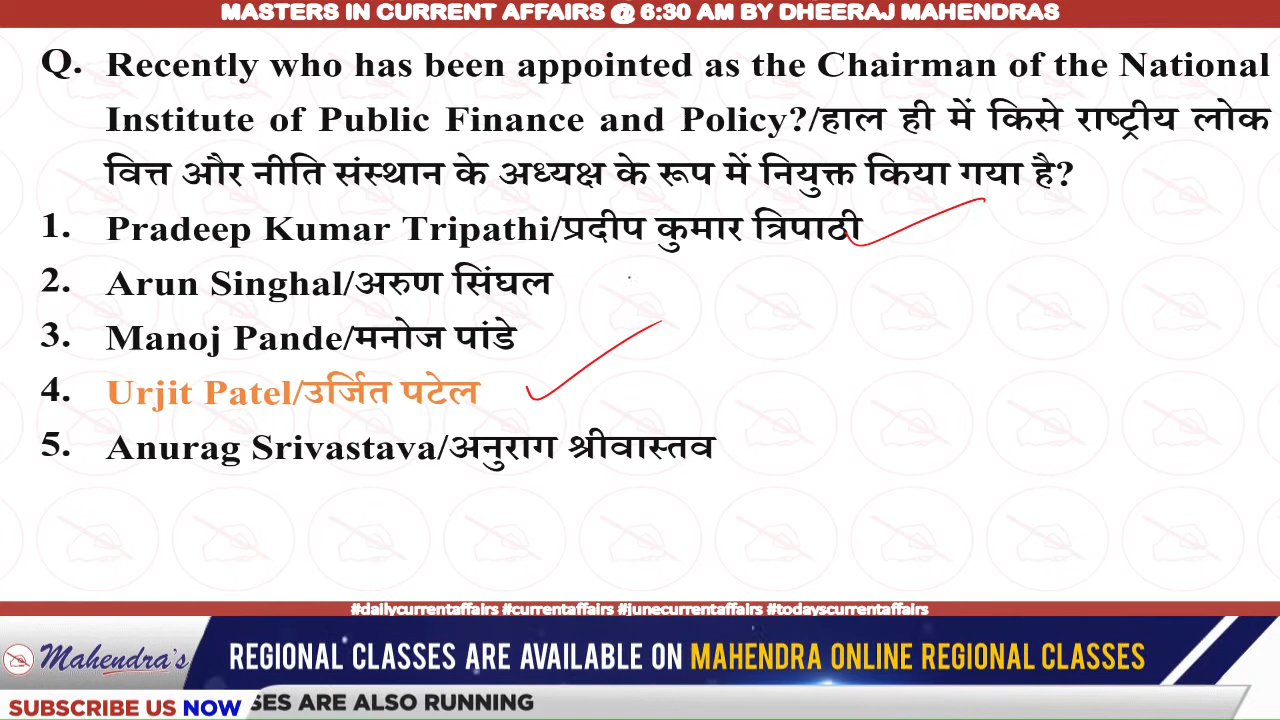 MASTERS IN CURRENT AFFAIRS @ 6:30 AM BY DHEERAJ MAHENDRAS
Q. Recently who has been appointed as the Chairman of the National
Institute of Public Finance and Policy?/हाल ही में किसे राष्ट्रीय लोक
वित्त और नीति संस्थान के अध्यक्ष के रूप में नियुक्त किया गया है?
1. Pradeep Kumar Tripathi/प्रदीप कुमार त्रिपाठी
2. Arun Singhal/अरुण सिंघल
3. Manoj Pande/मनोज पांडे
4. Urjit Patel/उर्जित पटेल
5. Anurag Srivastava/अनुराग श्रीवास्तव
#dailycurrentaffairs #currentaffairs #junecurrentaffairs #todayscurrentaffairs
Mahendra's
REGIONAL CLASSES ARE AVAILABLE ON MAHENDRA ONLINE REGIONAL CLASSES
SUBSCRIBE US NOW SES ARE ALSO RUNNING